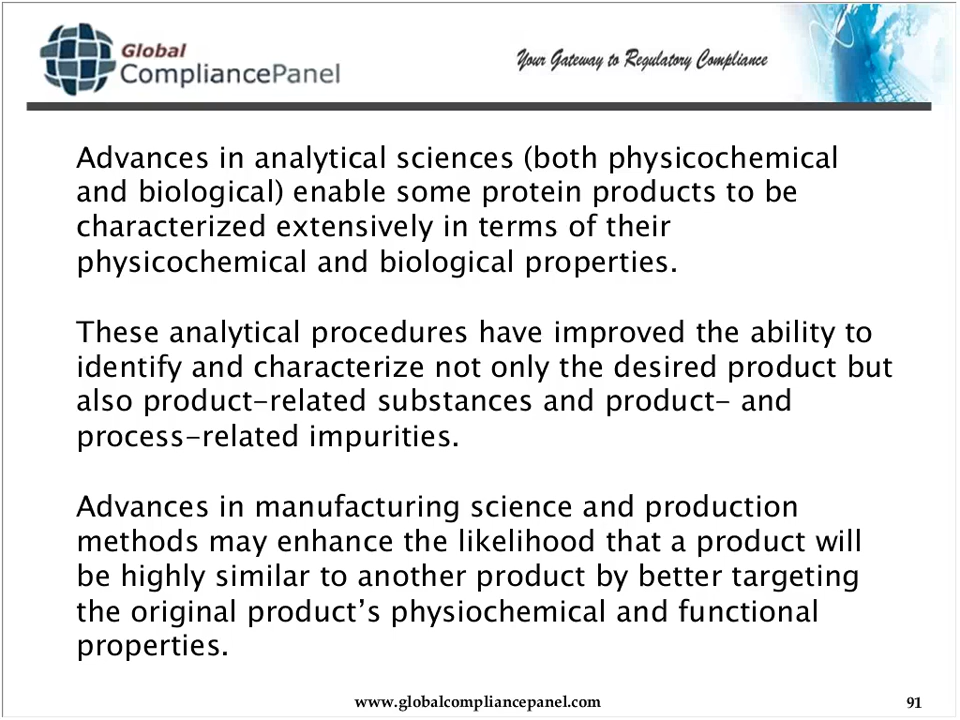 Global
CompliancePanel
Your Gateway to Regulatory Compliance
Advances in analytical sciences (both physicochemical
and biological) enable some protein products to be
characterized extensively in terms of their
physicochemical and biological properties.
These analytical procedures have improved the ability to
identify and characterize not only the desired product but
also product-related substances and product- and
process-related impurities.
Advances in manufacturing science and production
methods may enhance the likelihood that a product will
be highly similar to another product by better targeting
the original product’s physiochemical and functional
properties.
www.globalcompliancepanel.com
91